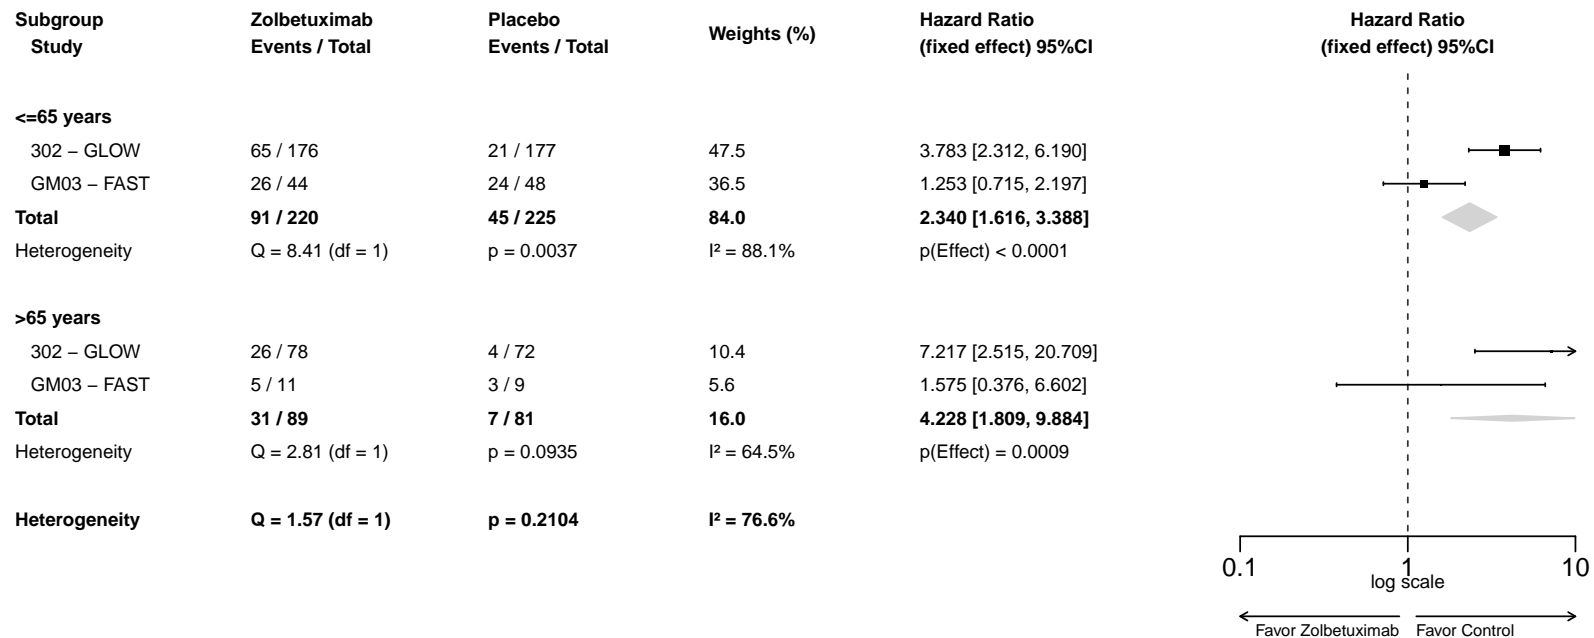 Subgroup Zolbetuximab Placebo Weights (%) Hazard Ratio Hazard Ratio
Study Events / Total Events / Total (fixed effect) 95%CI (fixed effect) 95%CI
<=65 years
302 − GLOW 65 / 176 21 / 177 47.5 3.783 [2.312, 6.190]
GM03 − FAST 26 / 44 24 / 48 36.5 1.253 [0.715, 2.197]
Total 91 / 220 45 / 225 84.0 2.340 [1.616, 3.388]
Heterogeneity Q = 8.41 (df = 1) p = 0.0037 I² = 88.1% p(Effect) < 0.0001
>65 years
302 − GLOW 26 / 78 4 / 72 10.4 7.217 [2.515, 20.709]
GM03 − FAST 5 / 11 3 / 9 5.6 1.575 [0.376, 6.602]
Total 31 / 89 7 / 81 16.0 4.228 [1.809, 9.884]
Heterogeneity Q = 2.81 (df = 1) p = 0.0935 I² = 64.5% p(Effect) = 0.0009
Heterogeneity Q = 1.57 (df = 1) p = 0.2104 I² = 76.6%
0.1 1 10
log scale
Favor Zolbetuximab Favor Control